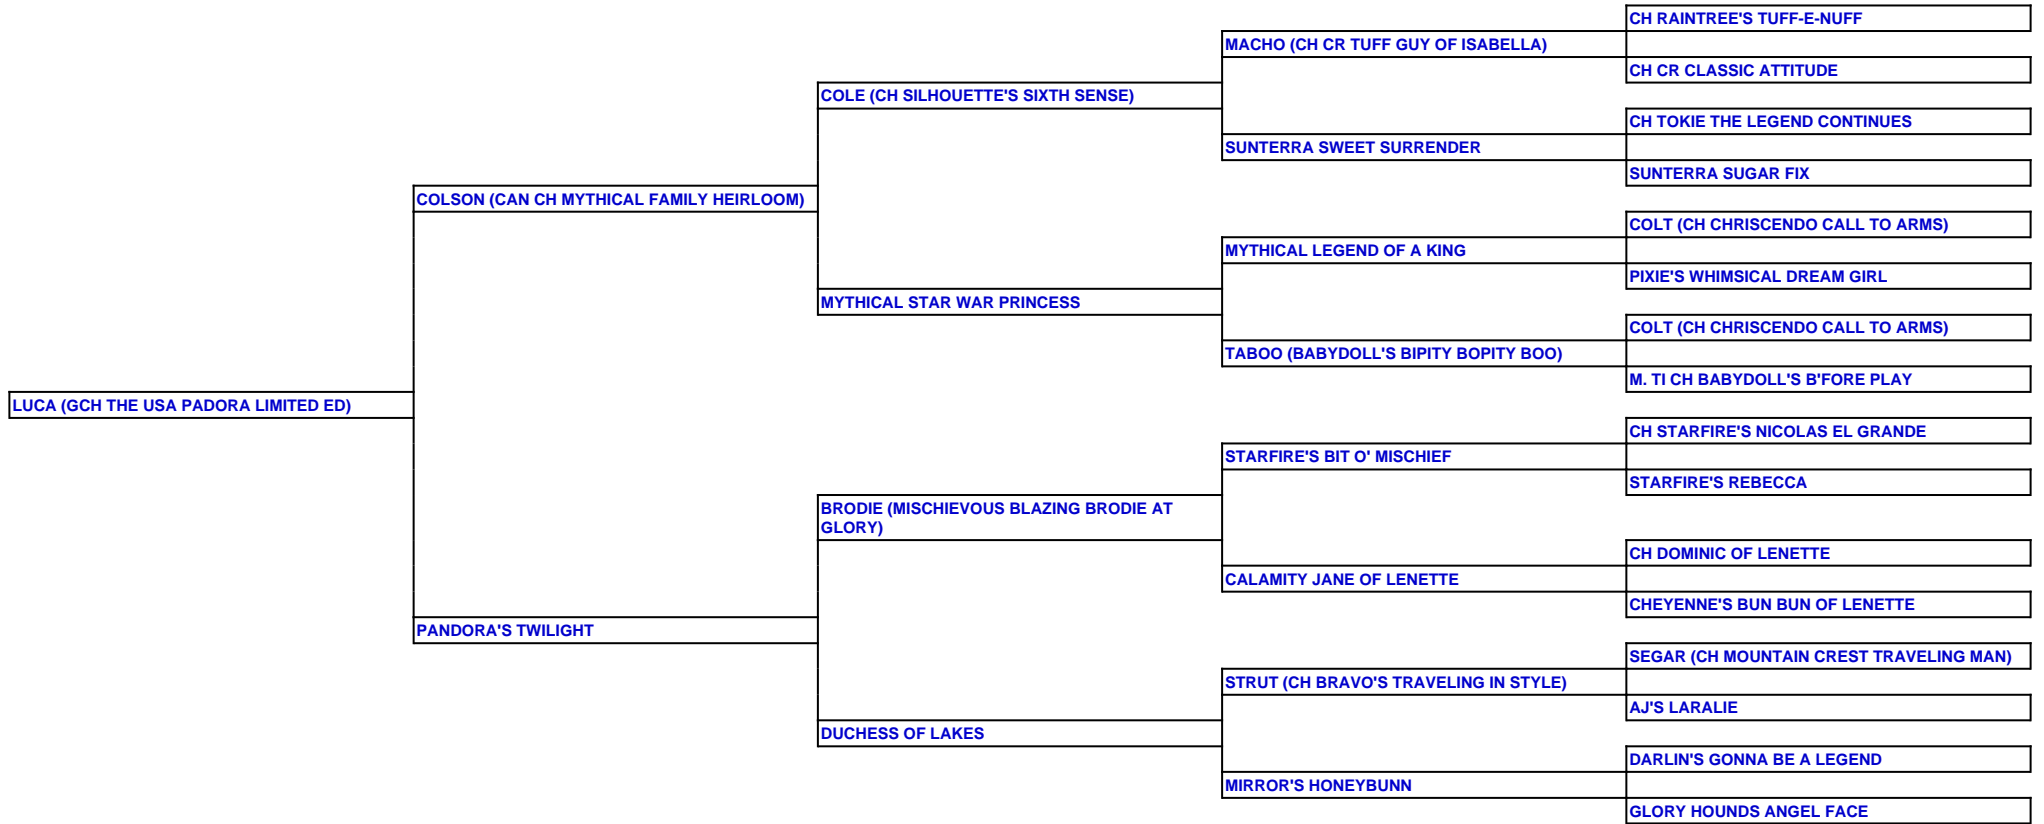 CH RAINTREE'S TUFF-E-NUFF
MACHO (CH CR TUFF GUY OF ISABELLA)
CH CR CLASSIC ATTITUDE
COLE (CH SILHOUETTE'S SIXTH SENSE)
CH TOKIE THE LEGEND CONTINUES
SUNTERRA SWEET SURRENDER
SUNTERRA SUGAR FIX
COLSON (CAN CH MYTHICAL FAMILY HEIRLOOM)
COLT (CH CHRISCENDO CALL TO ARMS)
MYTHICAL LEGEND OF A KING
PIXIE'S WHIMSICAL DREAM GIRL
MYTHICAL STAR WAR PRINCESS
COLT (CH CHRISCENDO CALL TO ARMS)
TABOO (BABYDOLL'S BIPITY BOPITY BOO)
M. TI CH BABYDOLL'S B'FORE PLAY
LUCA (GCH THE USA PADORA LIMITED ED)
CH STARFIRE'S NICOLAS EL GRANDE
STARFIRE'S BIT O' MISCHIEF
STARFIRE'S REBECCA
BRODIE (MISCHIEVOUS BLAZING BRODIE AT
GLORY)
CH DOMINIC OF LENETTE
CALAMITY JANE OF LENETTE
CHEYENNE'S BUN BUN OF LENETTE
PANDORA'S TWILIGHT
SEGAR (CH MOUNTAIN CREST TRAVELING MAN)
STRUT (CH BRAVO'S TRAVELING IN STYLE)
AJ'S LARALIE
DUCHESS OF LAKES
DARLIN'S GONNA BE A LEGEND
MIRROR'S HONEYBUNN
GLORY HOUNDS ANGEL FACE